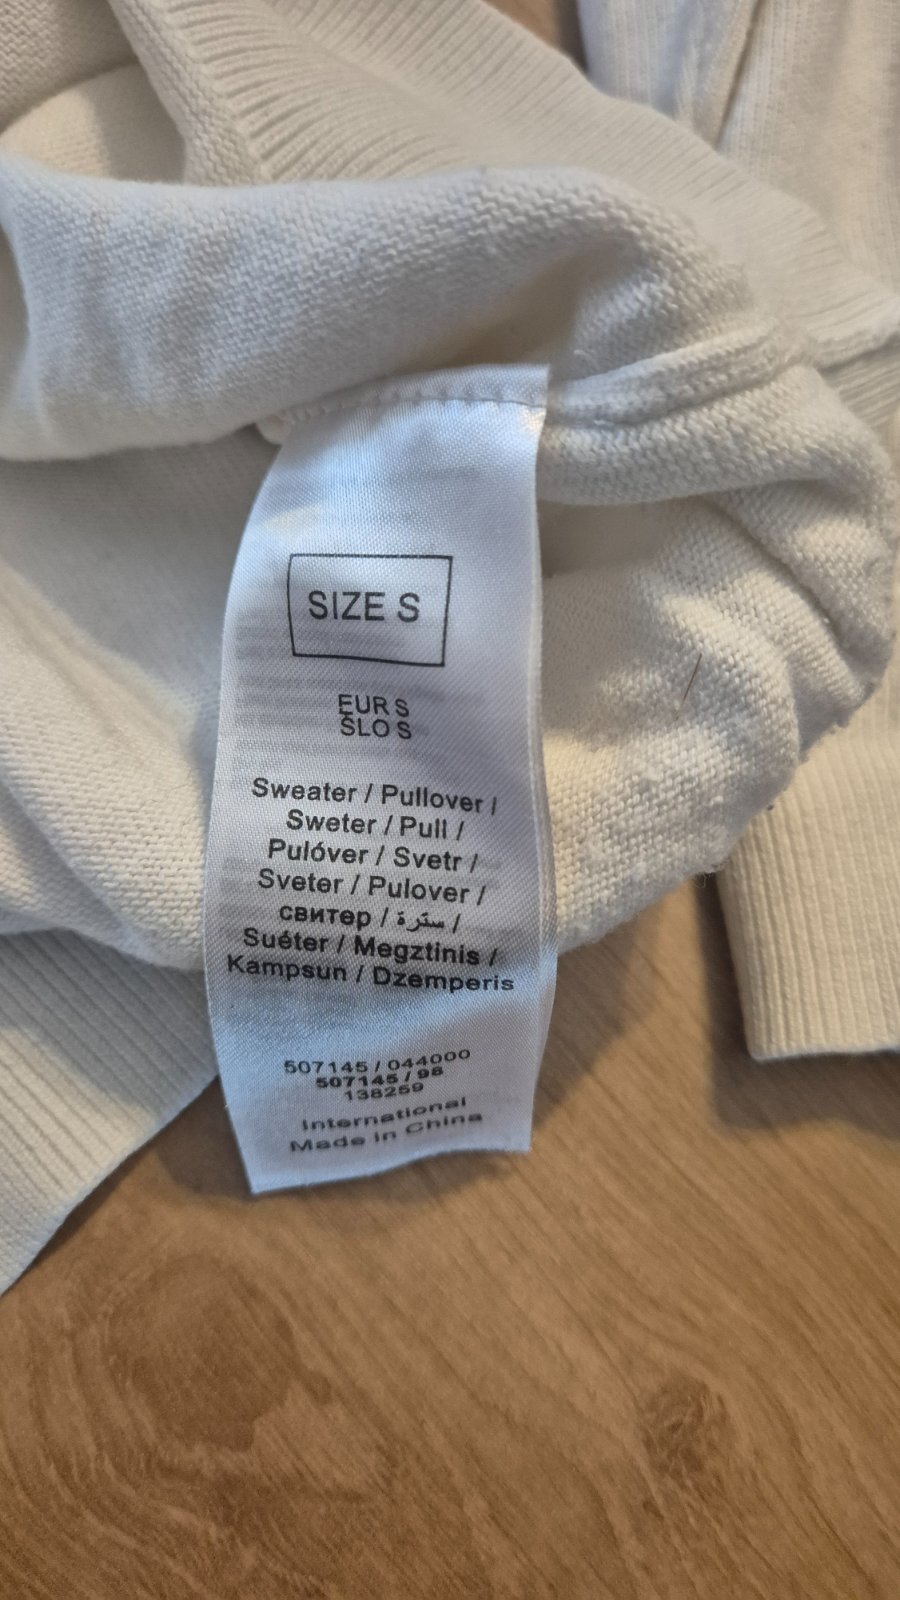 SIZE S
EUR S
SLO S
Sweater / Pullover /
Sweter / Pull /
Pulóver / Svetr /
Sveter / Pulover /
свитер / سترة /
Suéter / Megztinis /
Kampsun / Dzemperis
507145 / 044000
507145 / 98
138259
International
Made in China